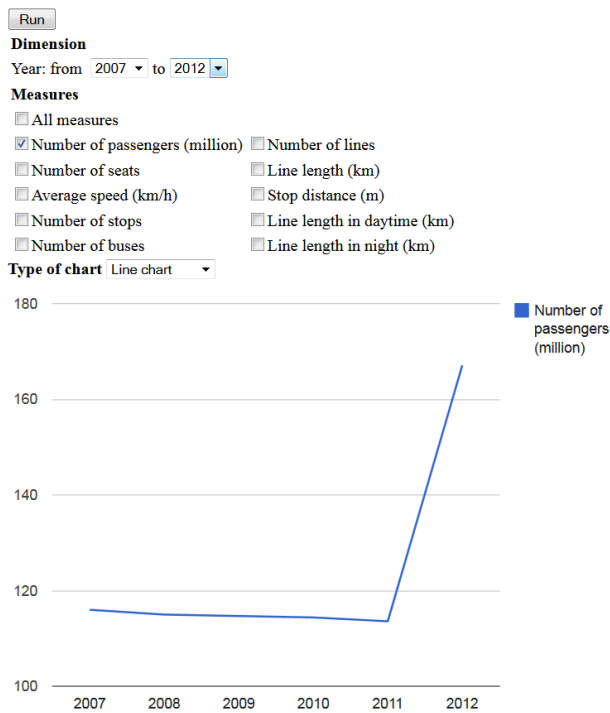 Run
Dimension
Year: from 2007 to 2012
Measures
All measures
Number of passengers (million) Number of lines
Number of seats Line length (km)
Average speed (km/h) Stop distance (m)
Number of stops Line length in daytime (km)
Number of buses Line length in night (km)
Type of chart Line chart
180
160
140
120
100
2007 2008 2009 2010 2011 2012
Number of
passengers
(million)